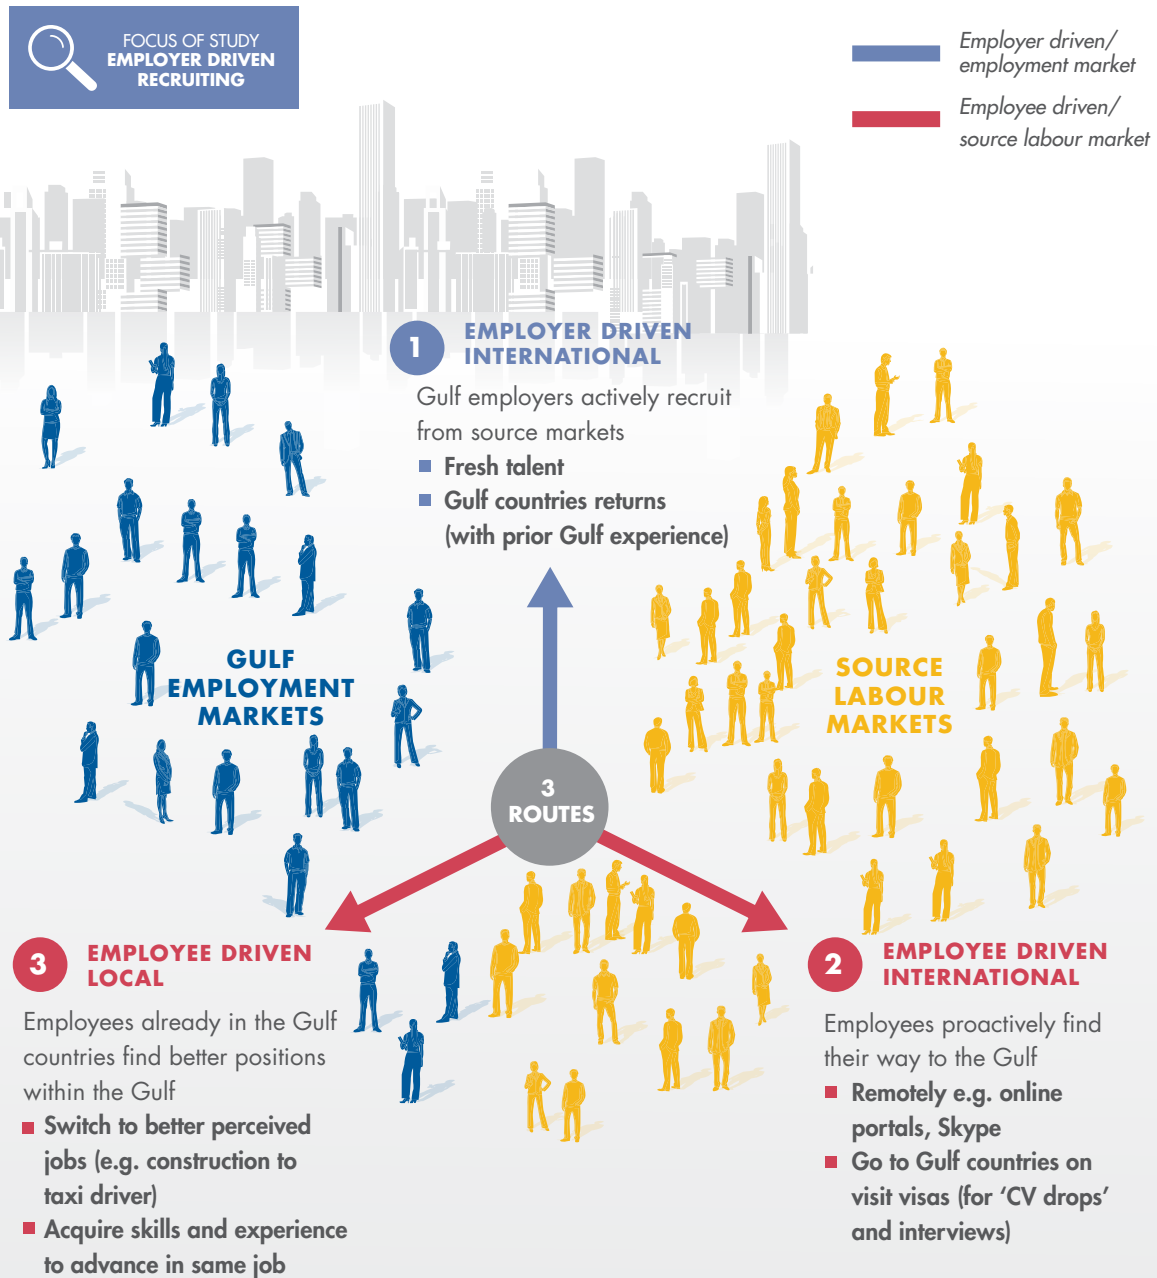 FOCUS OF STUDY
EMPLOYER DRIVEN
RECRUITING
Employer driven/
employment market
Employee driven/
source labour market
1
EMPLOYER DRIVEN
INTERNATIONAL
Gulf employers actively recruit
from source markets
Fresh talent
Gulf countries returns
(with prior Gulf experience)
GULF
EMPLOYMENT
MARKETS
SOURCE
LABOUR
MARKETS
3
ROUTES
3
EMPLOYEE DRIVEN
LOCAL
Employees already in the Gulf
countries find better positions
within the Gulf
Switch to better perceived
jobs (e.g. construction to
taxi driver)
Acquire skills and experience
to advance in same job
2
EMPLOYEE DRIVEN
INTERNATIONAL
Employees proactively find
their way to the Gulf
Remotely e.g. online
portals, Skype
Go to Gulf countries on
visit visas (for ‘CV drops’
and interviews)